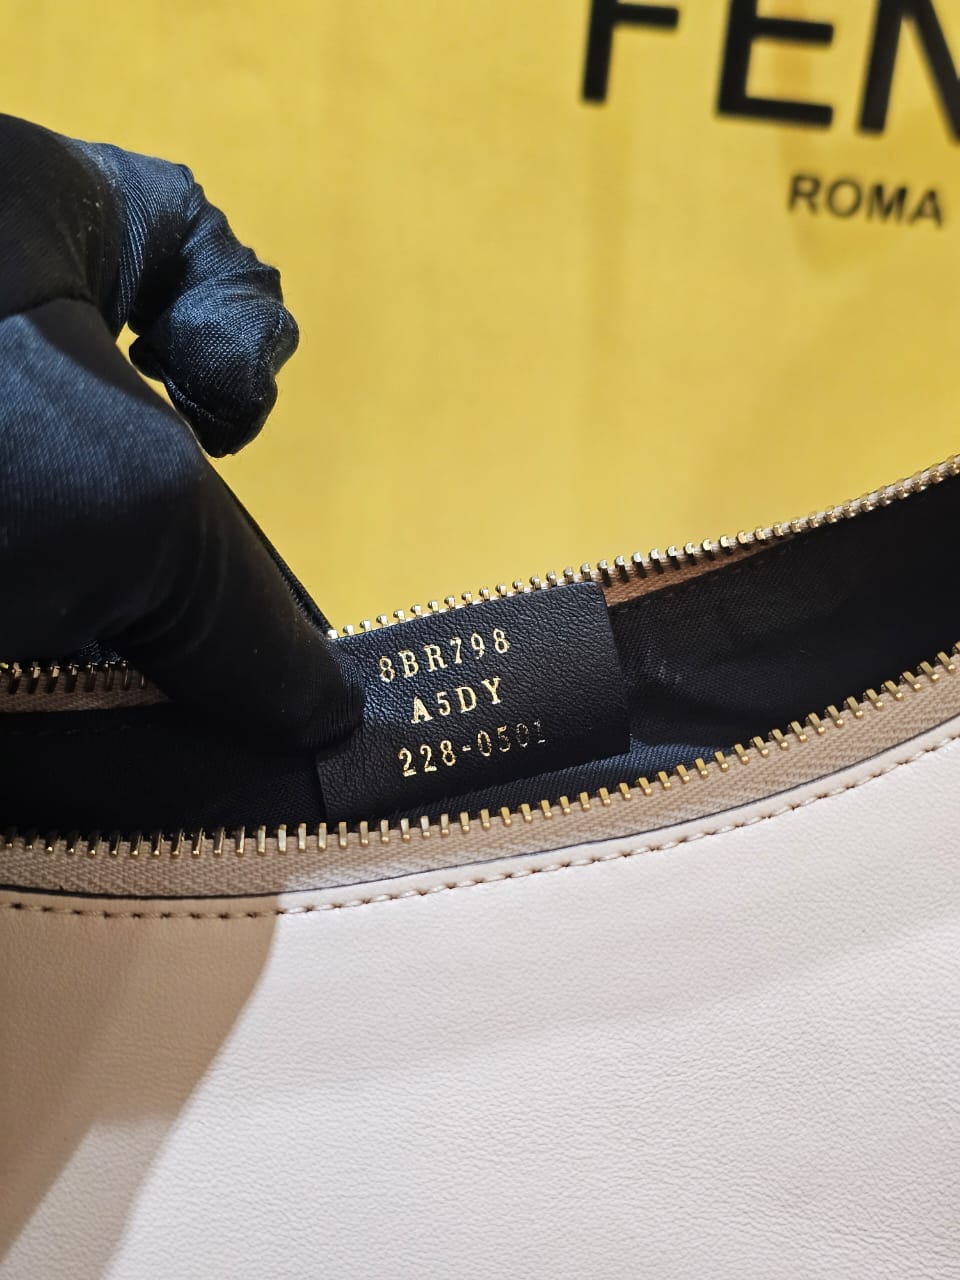 FEN
ROMA
8BR798
A5DY
228-0501